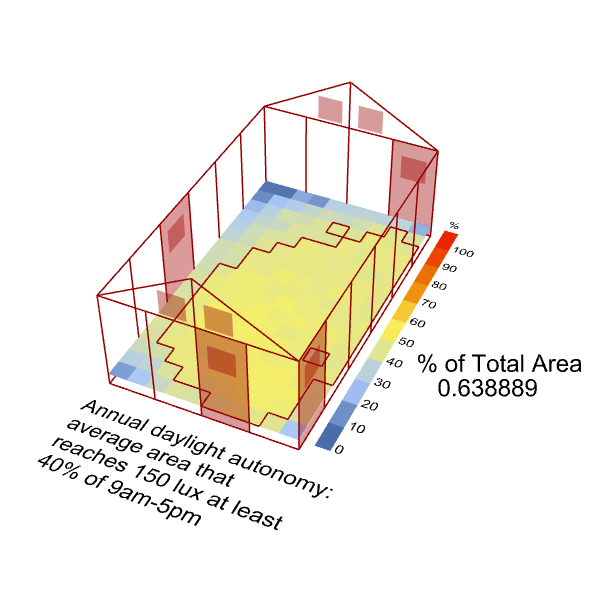 %
100
90
80
70
60
50
40
30
20
10
0
% of Total Area
0.638889
Annual daylight autonomy:
average area that
reaches 150 lux at least
40% of 9am-5pm